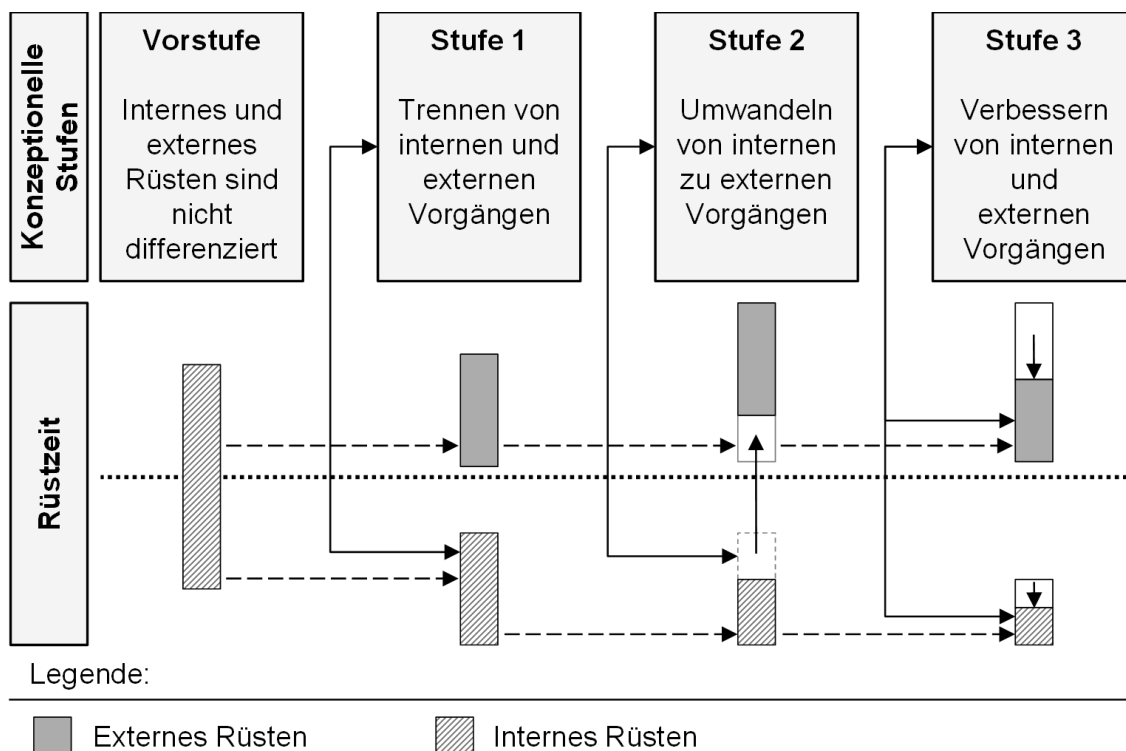 Konzeptionelle
Stufen
Vorstufe
Internes und
externes
Rüsten sind
nicht
differenziert
Stufe 1
Trennen von
internen und
externen
Vorgängen
Stufe 2
Umwandeln
von internen
zu externen
Vorgängen
Stufe 3
Verbessern
von internen
und
externen
Vorgängen
Rüstzeit
Legende:
Externes Rüsten
Internes Rüsten